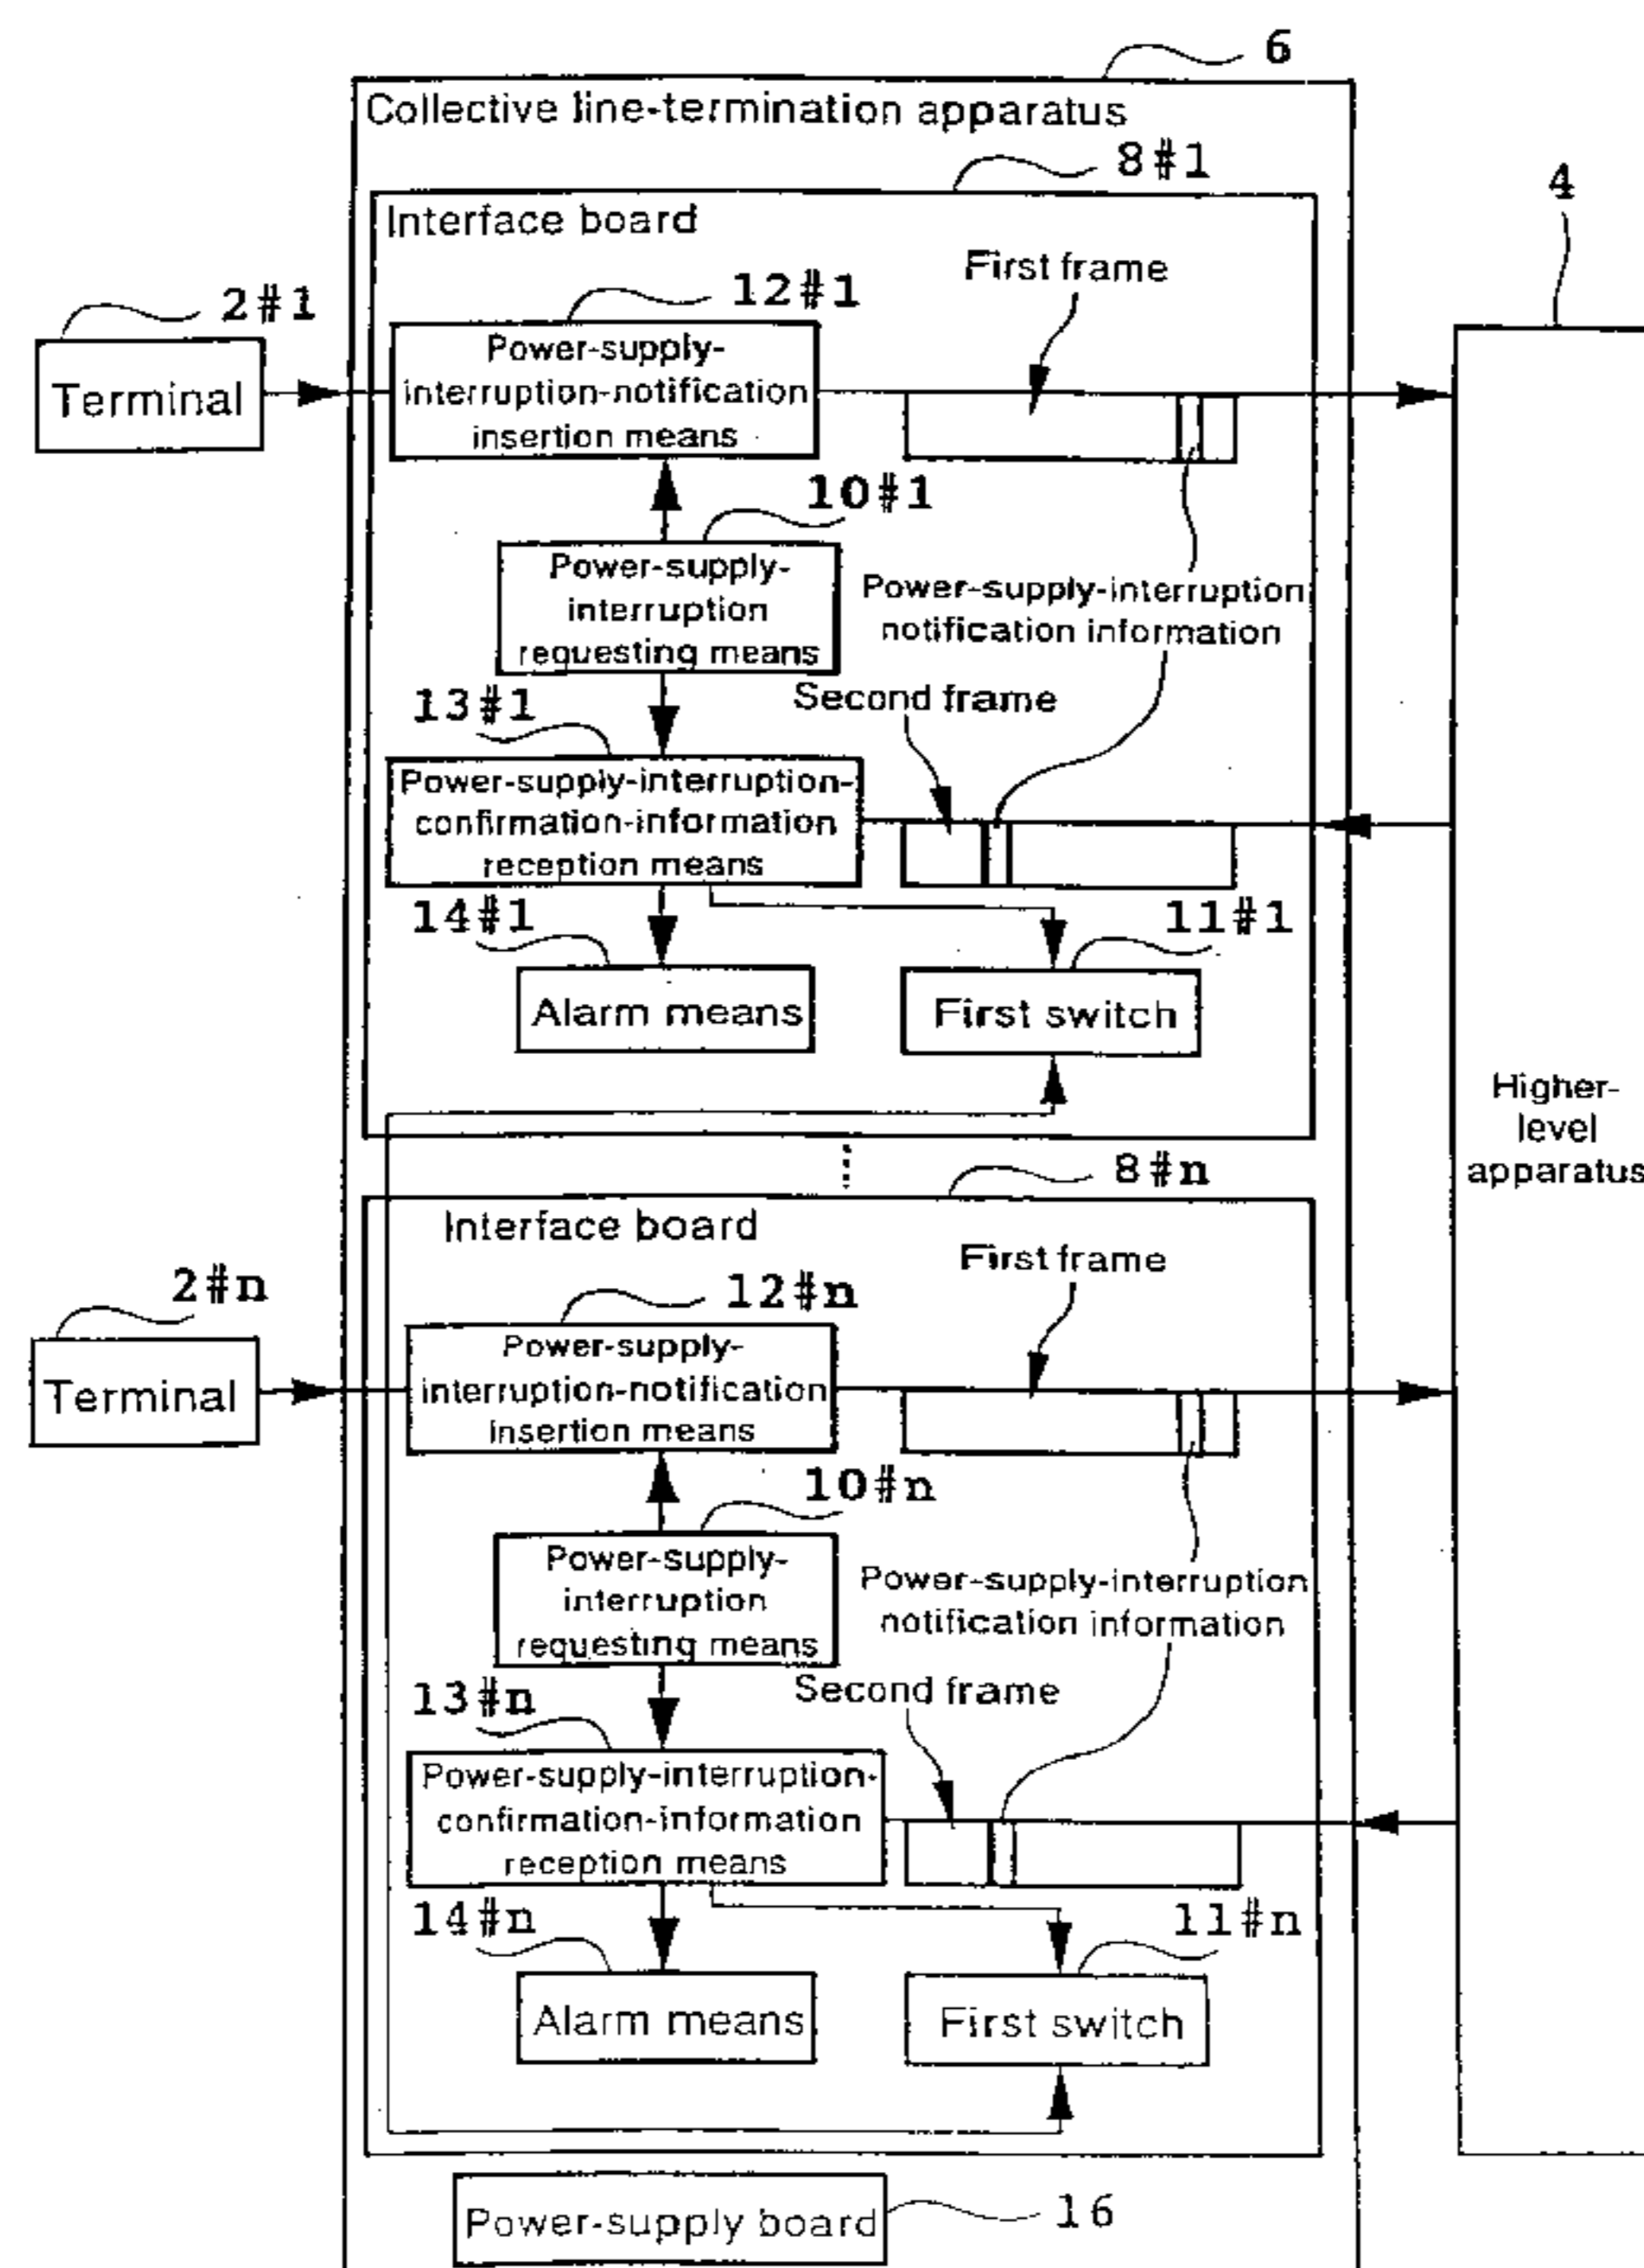 6
Collective line-termination apparatus
8#1
4
Interface board
First frame
2#1
12#1
Terminal
Power-supply-
interruption-notification
insertion means
10#1
Power-supply-
interruption
requesting means
Power-supply-interruption
notification information
13#1
Second frame
Power-supply-interruption-
confirmation-information
reception means
14#1
11#1
Alarm means
First switch
Higher-
level
apparatus
8#n
Interface board
First frame
2#n
12#n
Terminal
Power-supply-
interruption-notification
insertion means
10#n
Power-supply-
interruption
requesting means
Power-supply-interruption
notification information
13#n
Second frame
Power-supply-interruption-
confirmation-information
reception means
14#n
11#n
Alarm means
First switch
Power-supply board
16